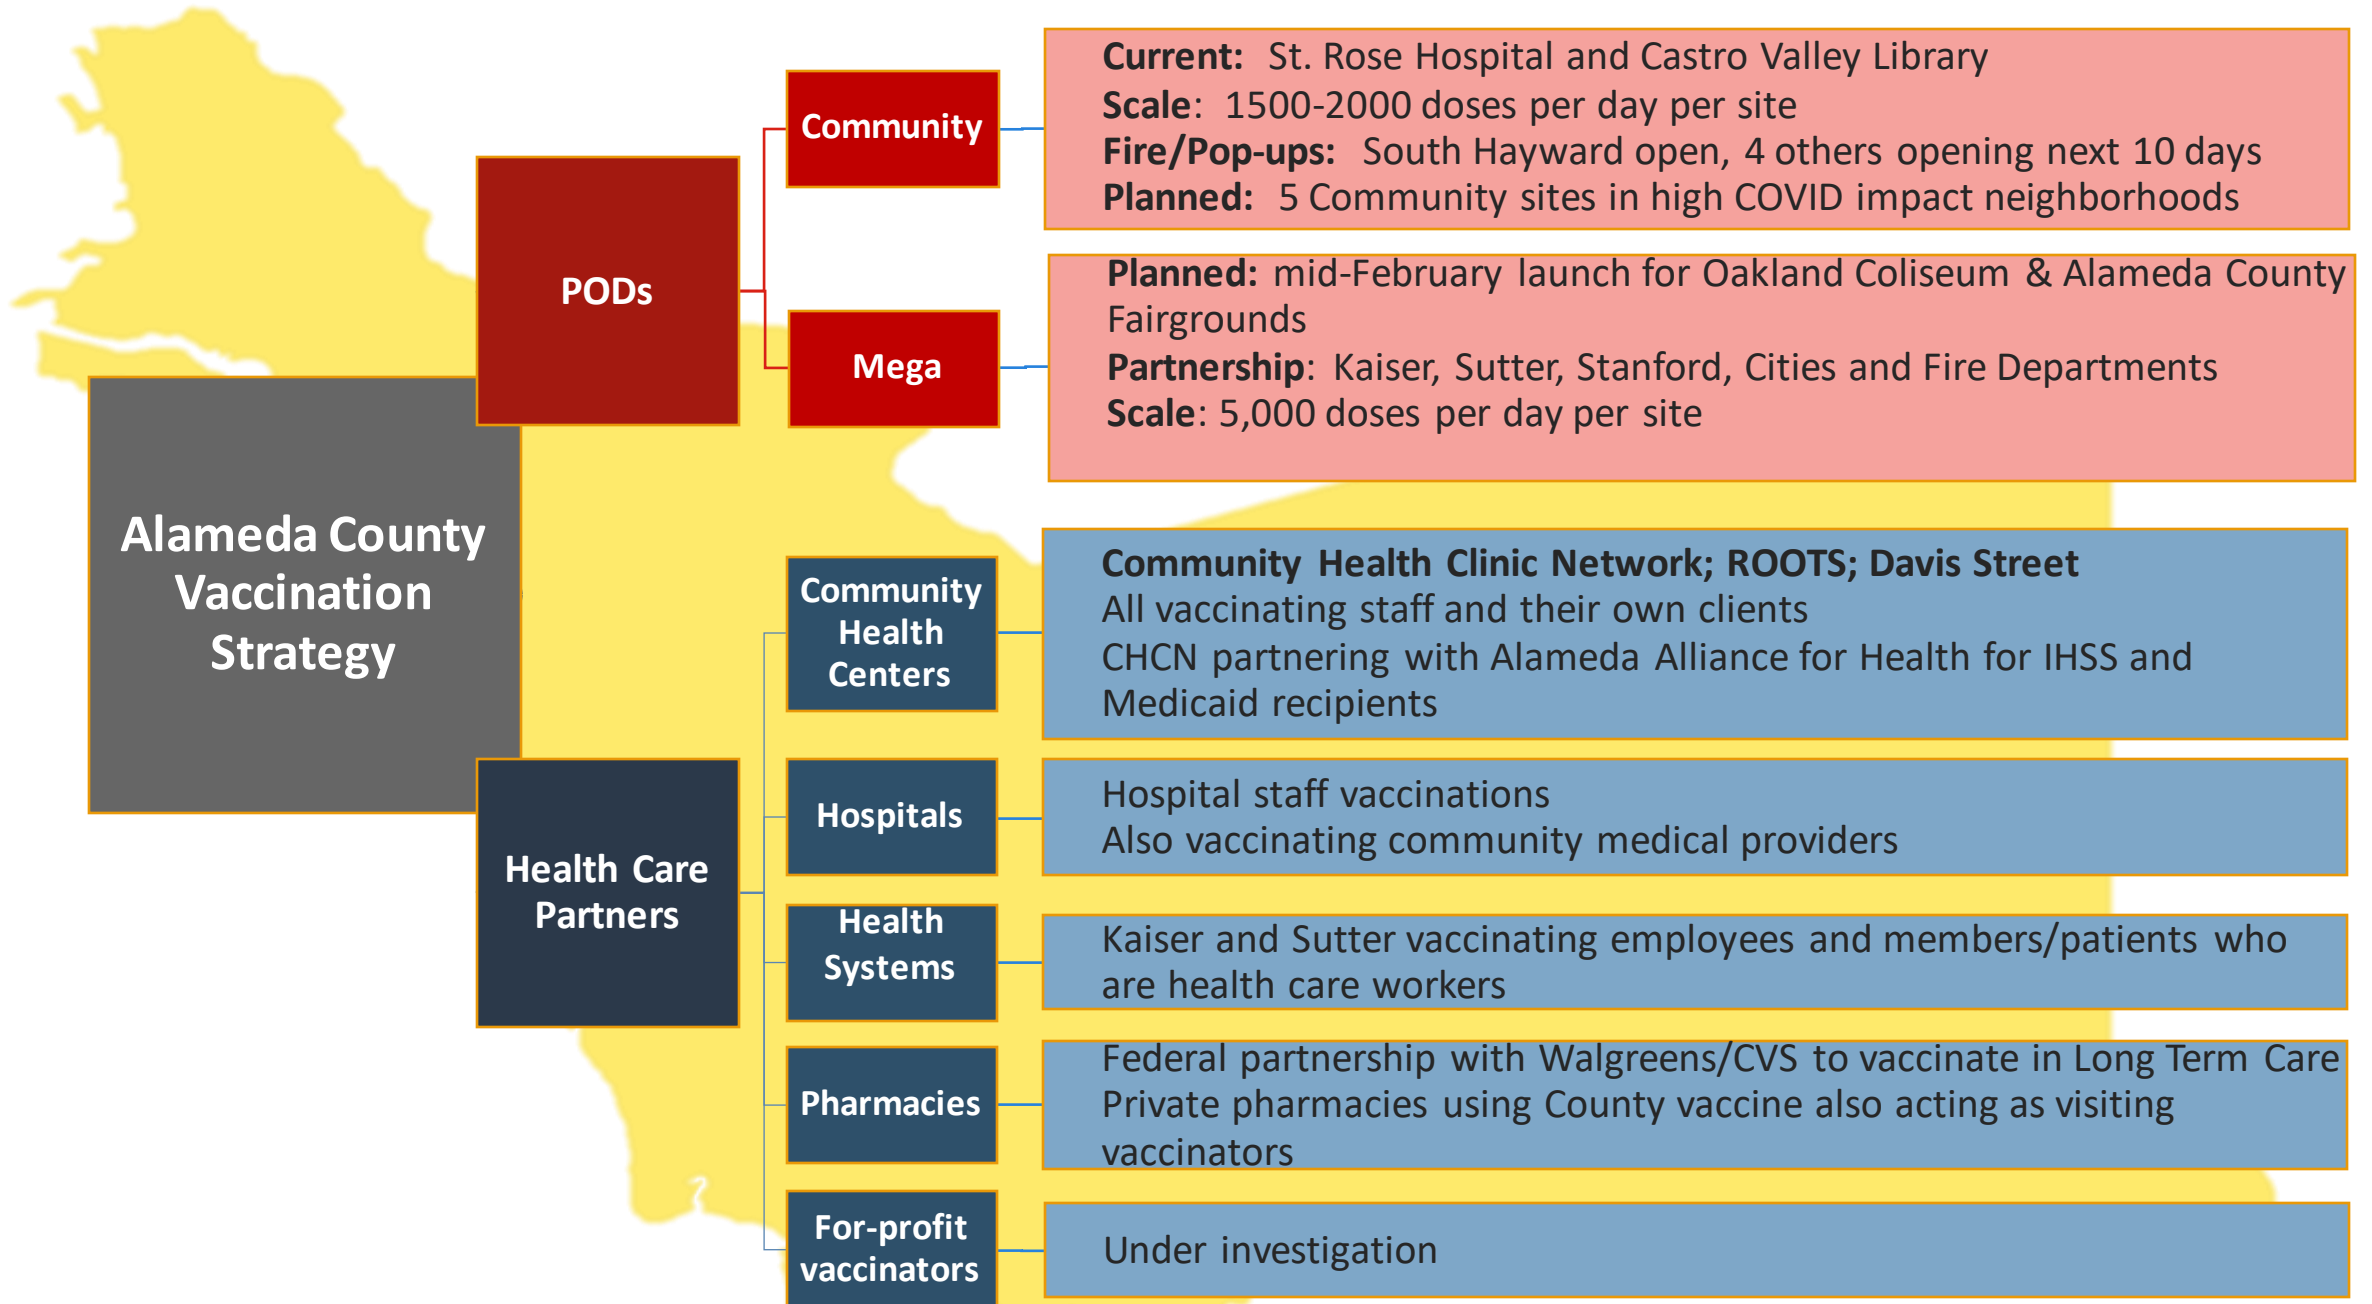 Alameda County
Vaccination
Strategy
PODs
Community
Current: St. Rose Hospital and Castro Valley Library
Scale: 1500-2000 doses per day per site
Fire/Pop-ups: South Hayward open, 4 others opening next 10 days
Planned: 5 Community sites in high COVID impact neighborhoods
Mega
Planned: mid-February launch for Oakland Coliseum & Alameda County
Fairgrounds
Partnership: Kaiser, Sutter, Stanford, Cities and Fire Departments
Scale: 5,000 doses per day per site
Health Care
Partners
Community
Health
Centers
Community Health Clinic Network; ROOTS; Davis Street
All vaccinating staff and their own clients
CHCN partnering with Alameda Alliance for Health for IHSS and
Medicaid recipients
Hospitals
Hospital staff vaccinations
Also vaccinating community medical providers
Health
Systems
Kaiser and Sutter vaccinating employees and members/patients who
are health care workers
Pharmacies
Federal partnership with Walgreens/CVS to vaccinate in Long Term Care
Private pharmacies using County vaccine also acting as visiting
vaccinators
For-profit
vaccinators
Under investigation